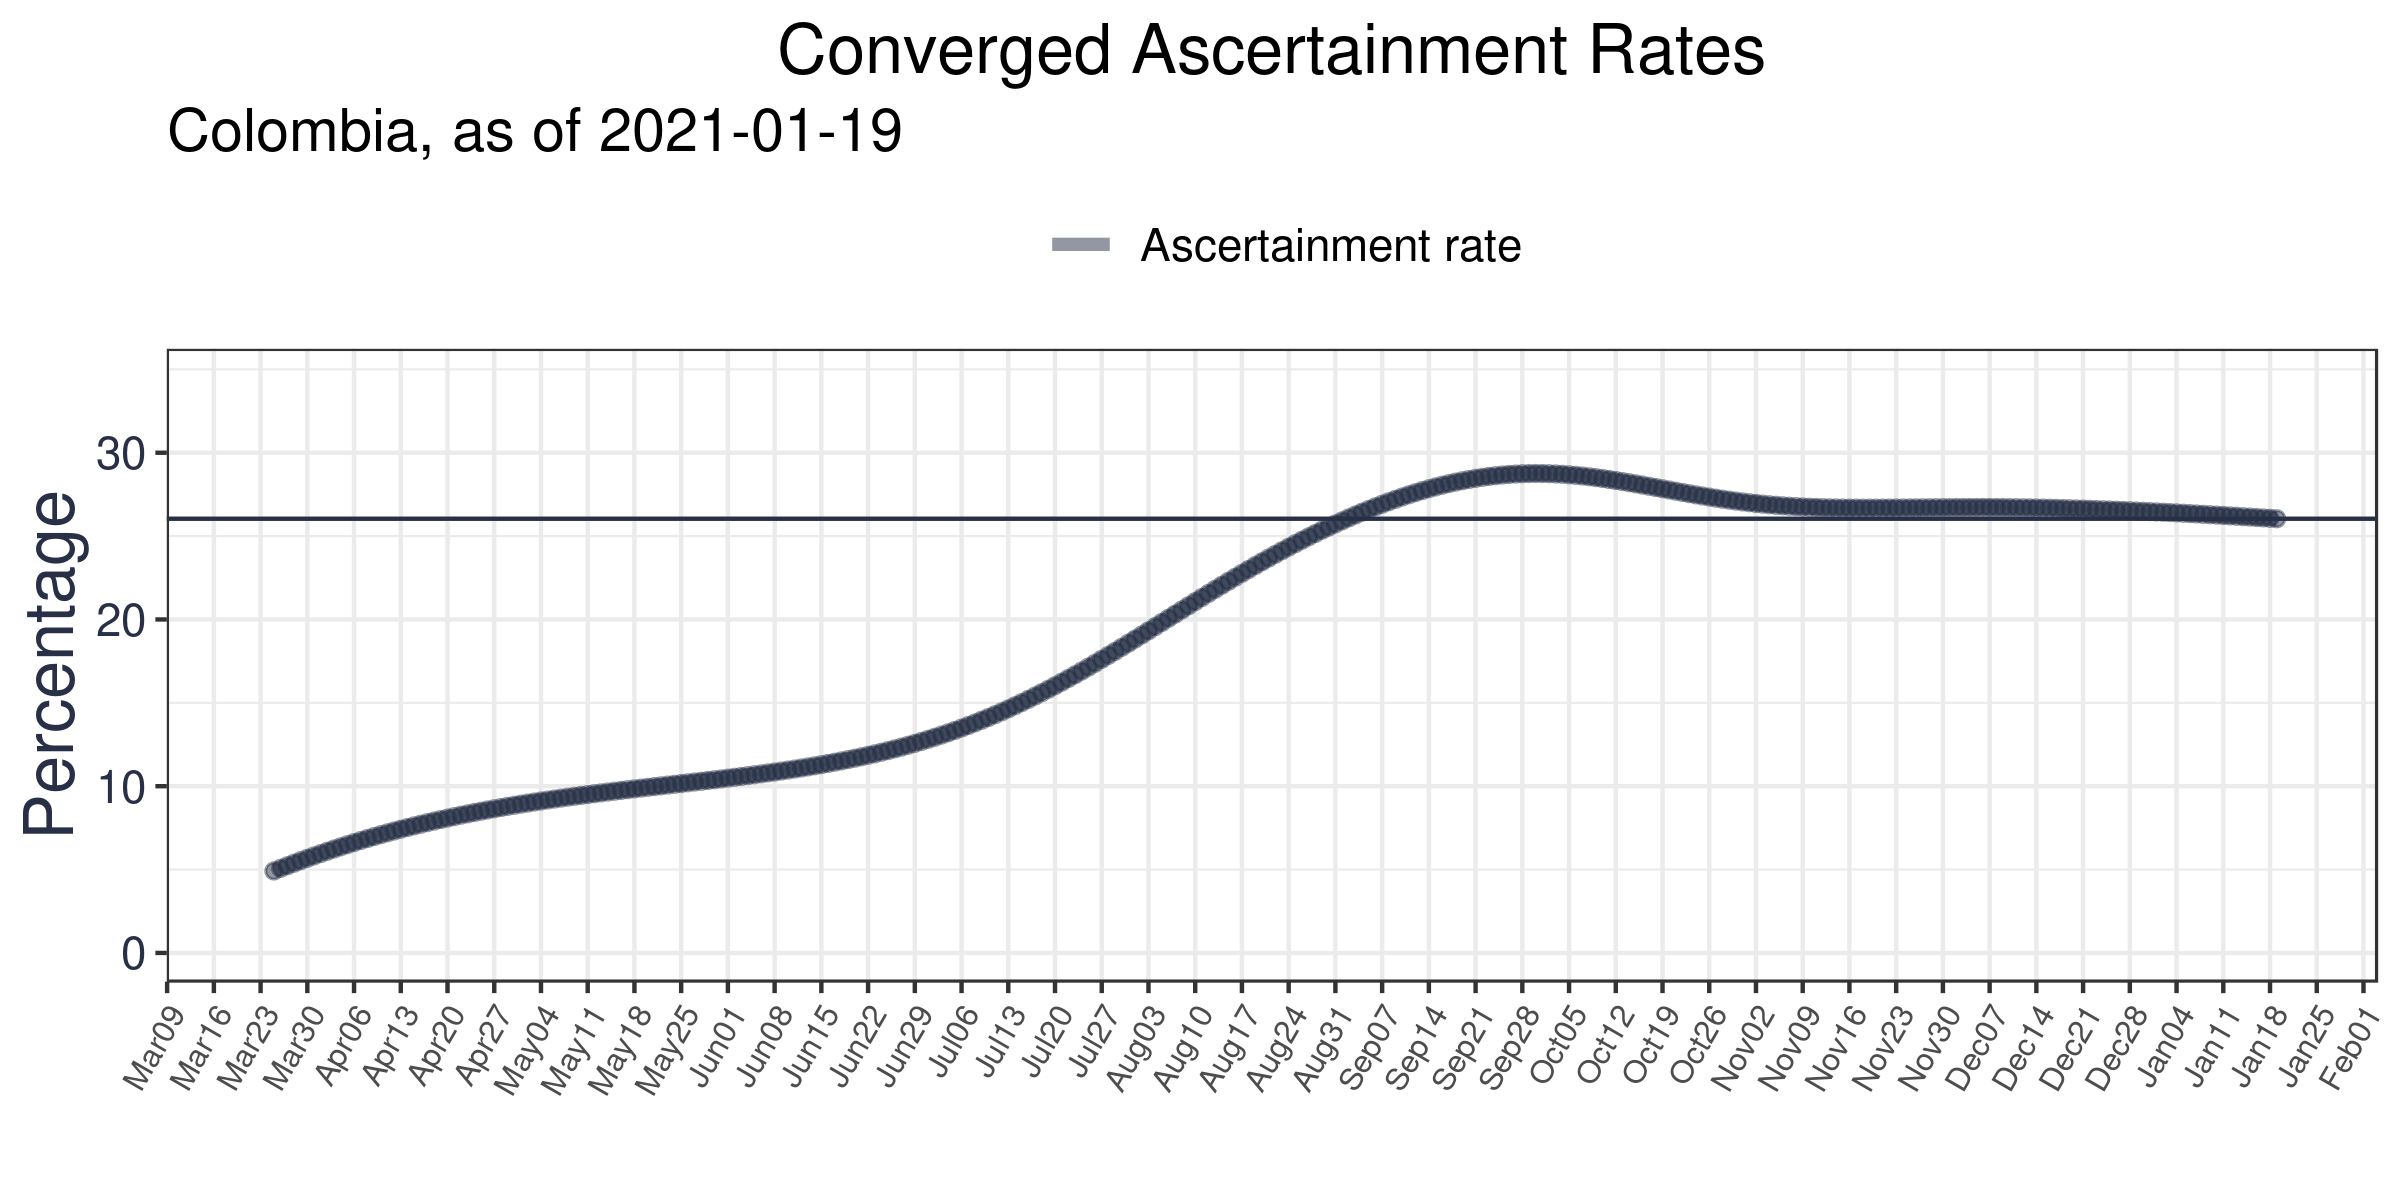 Converged Ascertainment Rates
Colombia, as of 2021-01-19
Ascertainment rate
Percentage
30
20
10
0
Mar09
Mar16
Mar23
Mar30
Apr06
Apr13
Apr20
Apr27
May04
May11
May18
May25
Jun01
Jun08
Jun15
Jun22
Jun29
Jul06
Jul13
Jul20
Jul27
Aug03
Aug10
Aug17
Aug24
Aug31
Sep07
Sep14
Sep21
Sep28
Oct05
Oct12
Oct19
Oct26
Nov02
Nov09
Nov16
Nov23
Nov30
Dec07
Dec14
Dec21
Dec28
Jan04
Jan11
Jan18
Jan25
Feb01